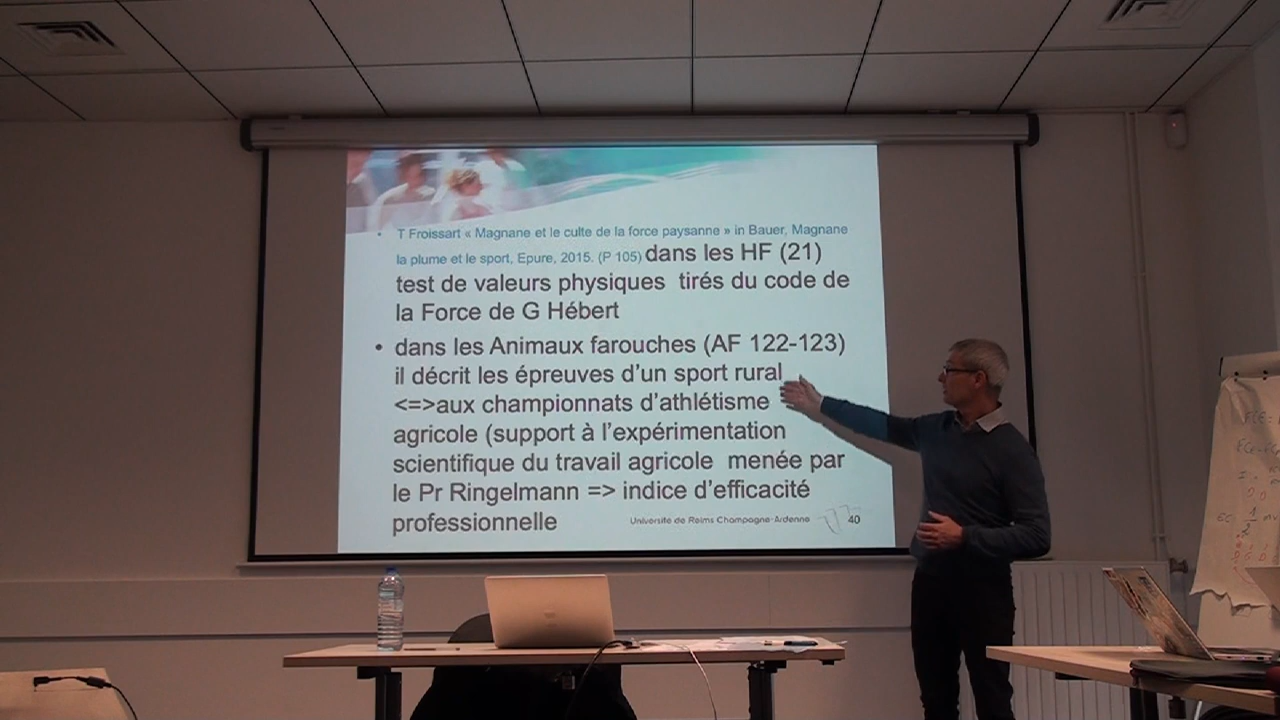 • T Froissart « Magnane et le culte de la force paysanne » in Bauer, Magnane
la plume et le sport, Epure, 2015. (P 105) dans les HF (21)
test de valeurs physiques tirés du code de
la Force de G Hébert
• dans les Animaux farouches (AF 122-123)
il décrit les épreuves d’un sport rural
<=>aux championnats d’athlétisme
agricole (support à l’expérimentation
scientifique du travail agricole menée par
le Pr Ringelmann => indice d’efficacité
professionnelle
Université de Reims Champagne-Ardenne 40